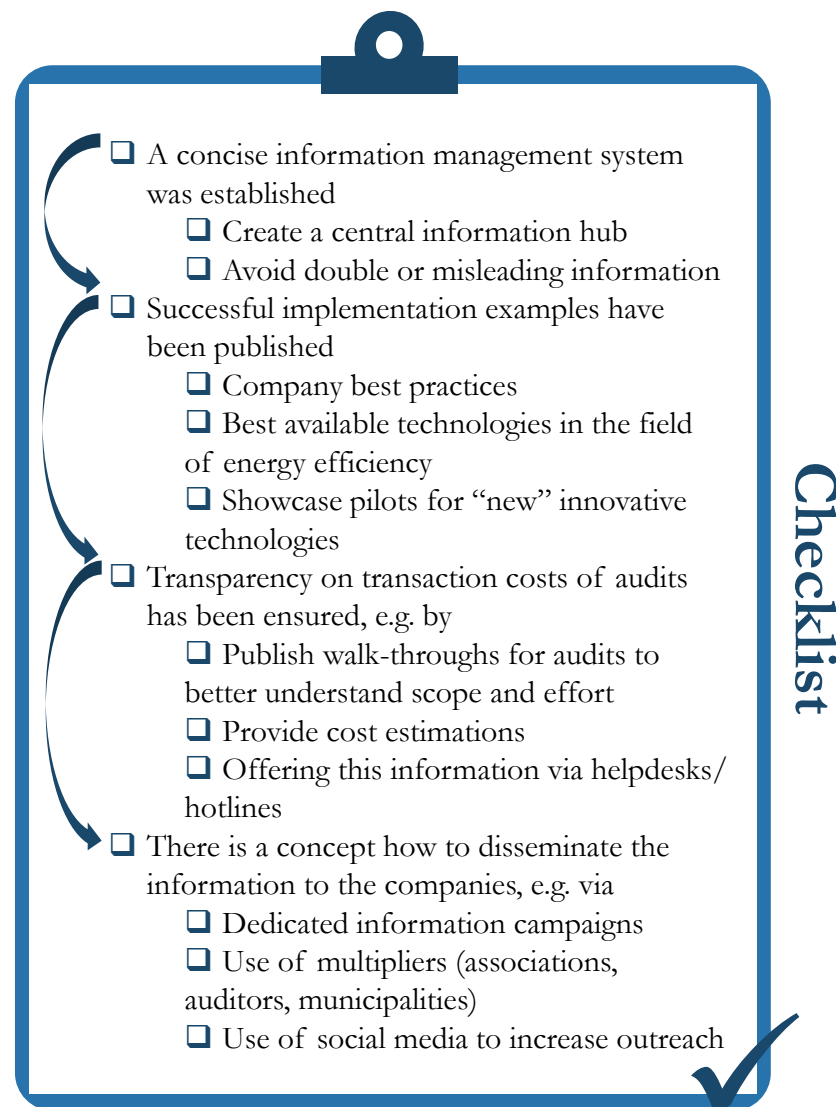 ❑ A concise information management system
was established
❑ Create a central information hub
❑ Avoid double or misleading information
❑ Successful implementation examples have
been published
❑ Company best practices
❑ Best available technologies in the field
of energy efficiency
❑ Showcase pilots for “new” innovative
technologies
❑ Transparency on transaction costs of audits
has been ensured, e.g. by
❑ Publish walk-throughs for audits to
better understand scope and effort
❑ Provide cost estimations
❑ Offering this information via helpdesks/
hotlines
❑ There is a concept how to disseminate the
information to the companies, e.g. via
❑ Dedicated information campaigns
❑ Use of multipliers (associations,
auditors, municipalities)
❑ Use of social media to increase outreach
Checklist